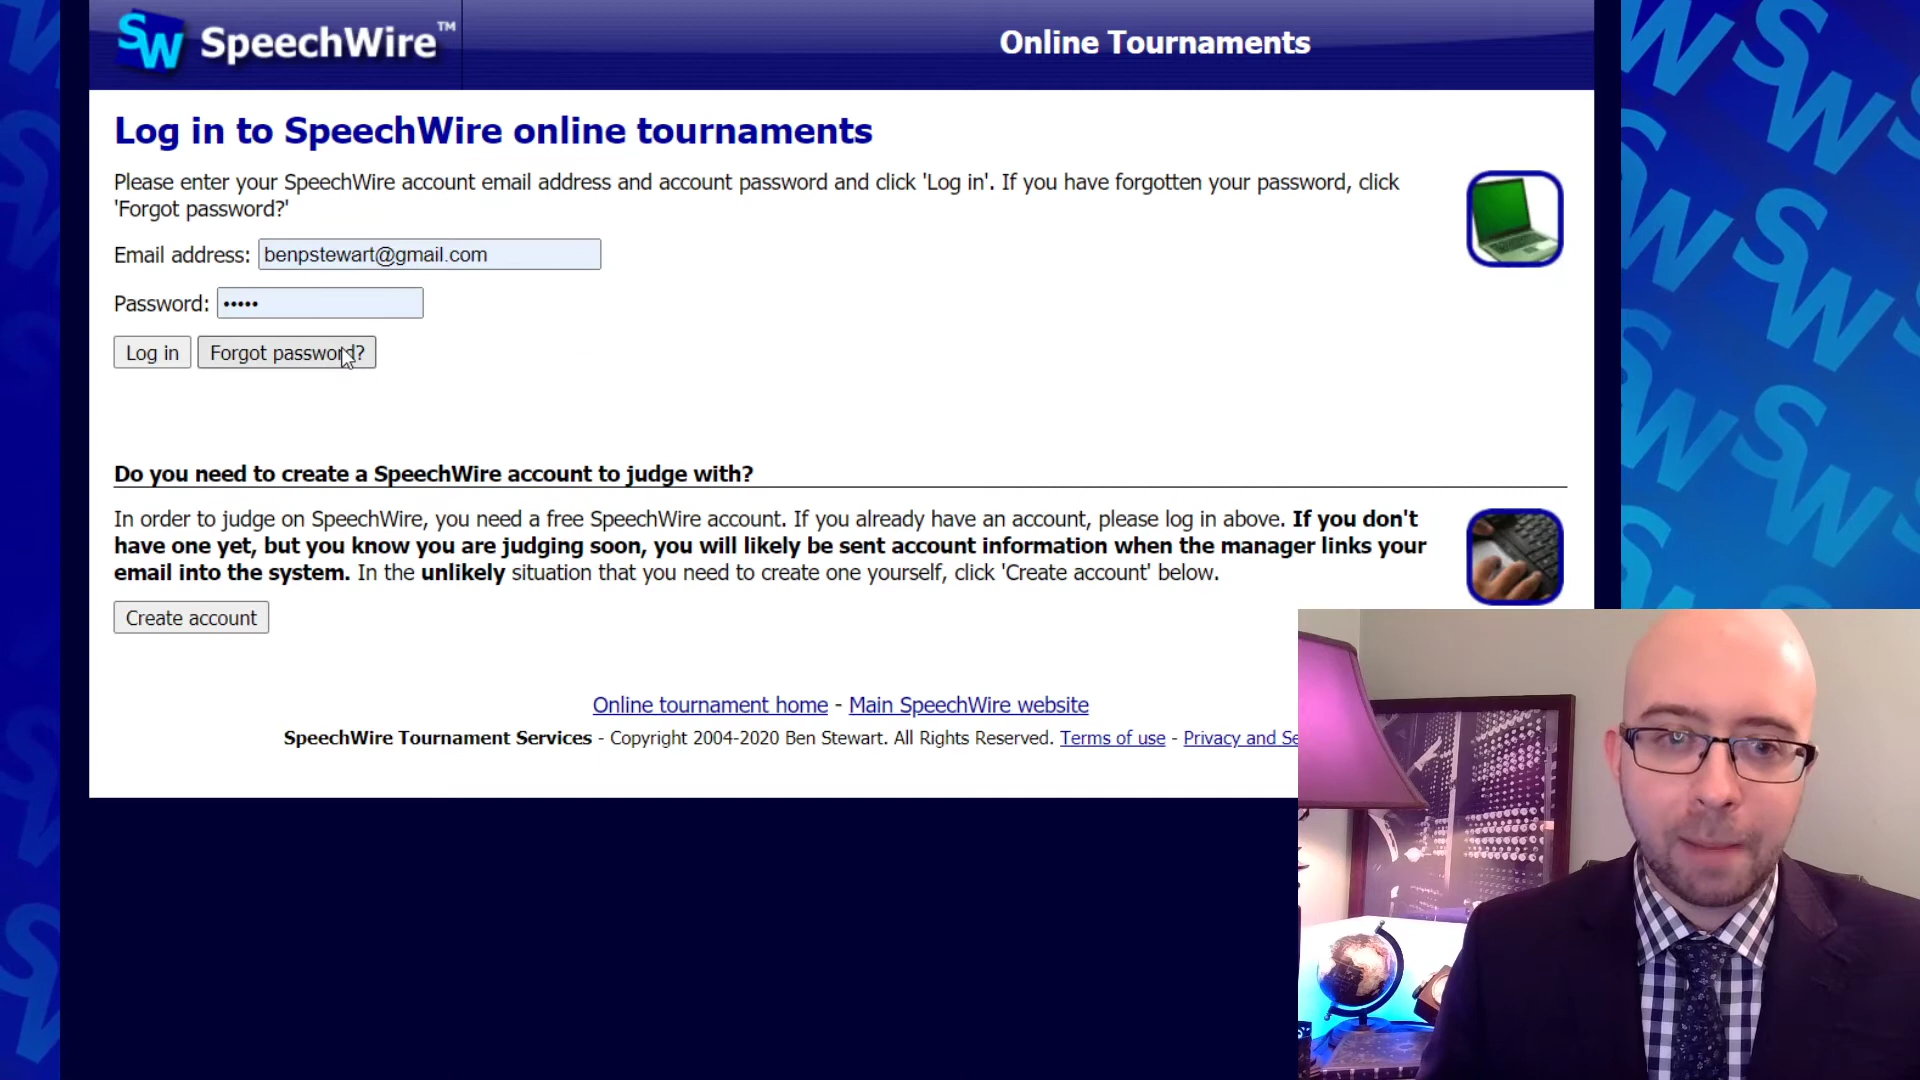 SW SpeechWire™
Online Tournaments
Log in to SpeechWire online tournaments
Please enter your SpeechWire account email address and account password and click 'Log in'. If you have forgotten your password, click
'Forgot password?'
Email address: benpstewart@gmail.com
Password: •••••
Log in Forgot password?
Do you need to create a SpeechWire account to judge with?
In order to judge on SpeechWire, you need a free SpeechWire account. If you already have an account, please log in above. If you don't
have one yet, but you know you are judging soon, you will likely be sent account information when the manager links your
email into the system. In the unlikely situation that you need to create one yourself, click 'Create account' below.
Create account
Online tournament home - Main SpeechWire website
SpeechWire Tournament Services - Copyright 2004-2020 Ben Stewart. All Rights Reserved. Terms of use - Privacy and Se